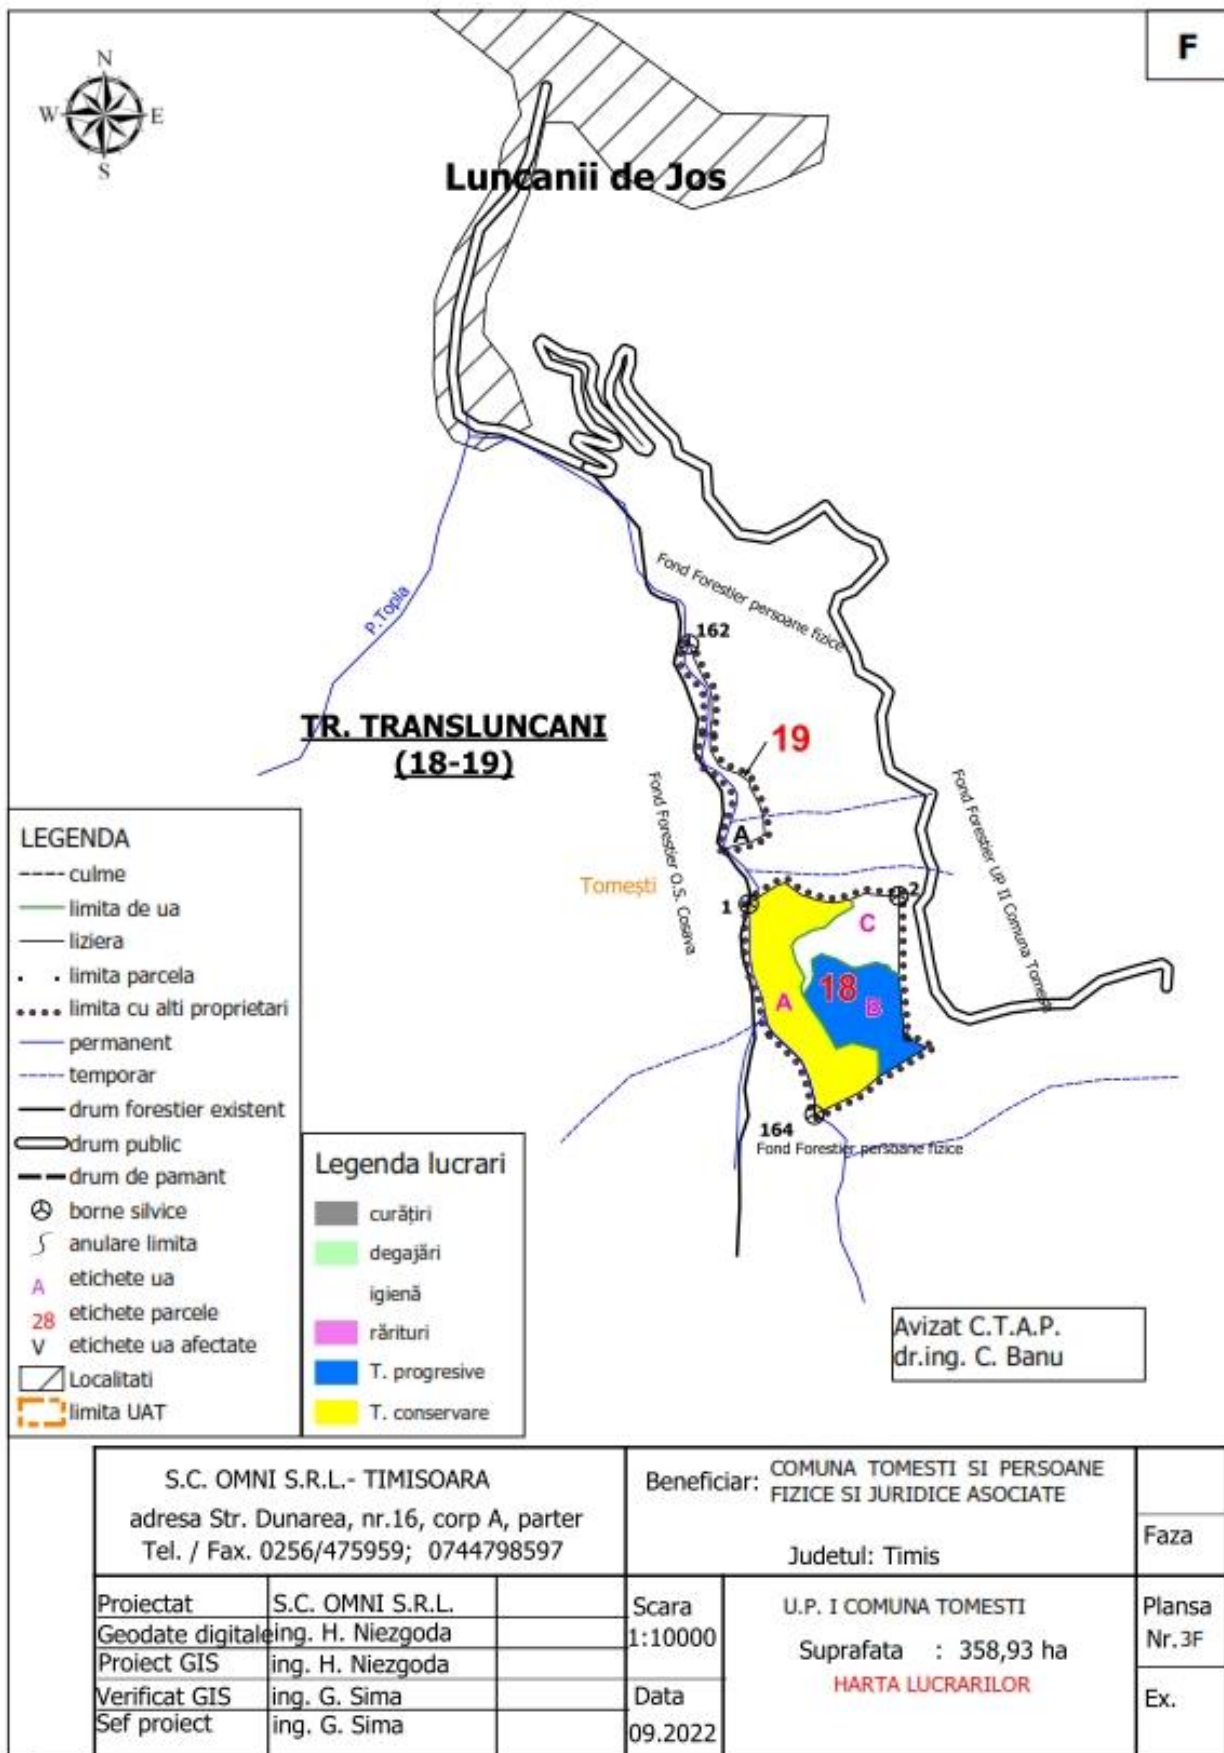 F
N
W
E
S
Luncanii de Jos
P.Topla
Fond Forestier persoane fizice
162
TR. TRANSLUNCANI
(18-19)
19
Fond Forestier O.S. Cosava
Fond Forestier UP II Comuna Tomesti
A
Tomești
1
2
C
18
A
B
164
Fond Forestier persoane fizice
LEGENDA
culme
limita de ua
liziera
limita parcela
limita cu alti proprietari
permanent
temporar
drum forestier existent
drum public
drum de pamant
borne silvice
anulare limita
A etichete ua
28 etichete parcele
V etichete ua afectate
Localitati
limita UAT
Legenda lucrari
curățiri
degajări
igienă
rărituri
T. progresive
T. conservare
Avizat C.T.A.P.
dr.ing. C. Banu
S.C. OMNI S.R.L.- TIMISOARA
adresa Str. Dunarea, nr.16, corp A, parter
Tel. / Fax. 0256/475959; 0744798597
Beneficiar: COMUNA TOMESTI SI PERSOANE
FIZICE SI JURIDICE ASOCIATE
Judetul: Timis
Faza
Proiectat S.C. OMNI S.R.L.
Geodate digitale ing. H. Niezgoda
Proiect GIS ing. H. Niezgoda
Verificat GIS ing. G. Sima
Sef proiect ing. G. Sima
Scara
1:10000
Data
09.2022
U.P. I COMUNA TOMESTI
Suprafata : 358,93 ha
HARTA LUCRARILOR
Plansa
Nr.3F
Ex.